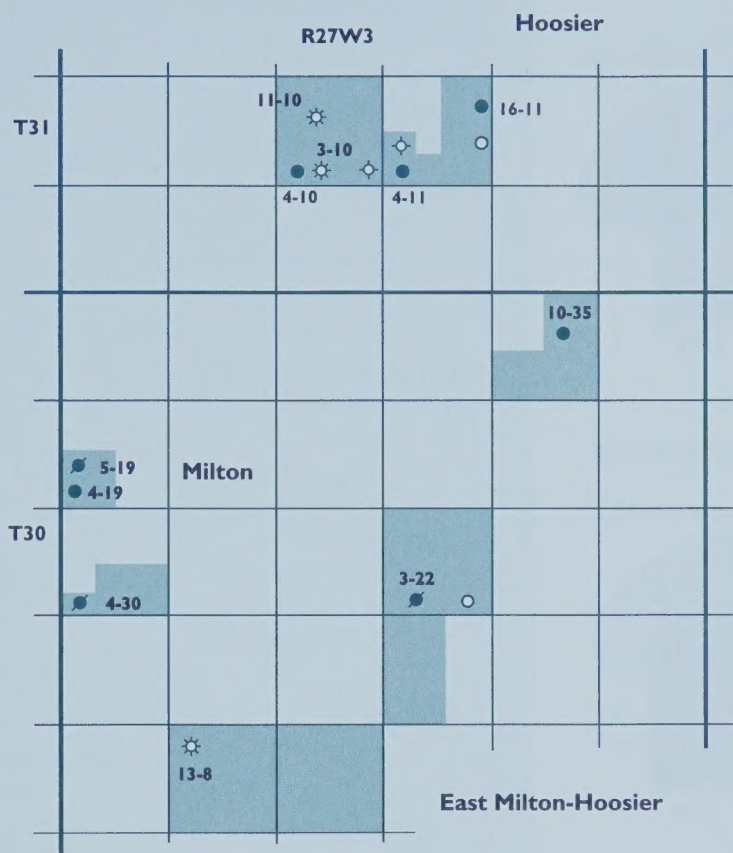 Hoosier
R27W3
11-10
16-11
T31
3-10
4-10
4-11
10-35
5-19
Milton
4-19
T30
3-22
4-30
13-8
East Milton-Hoosier